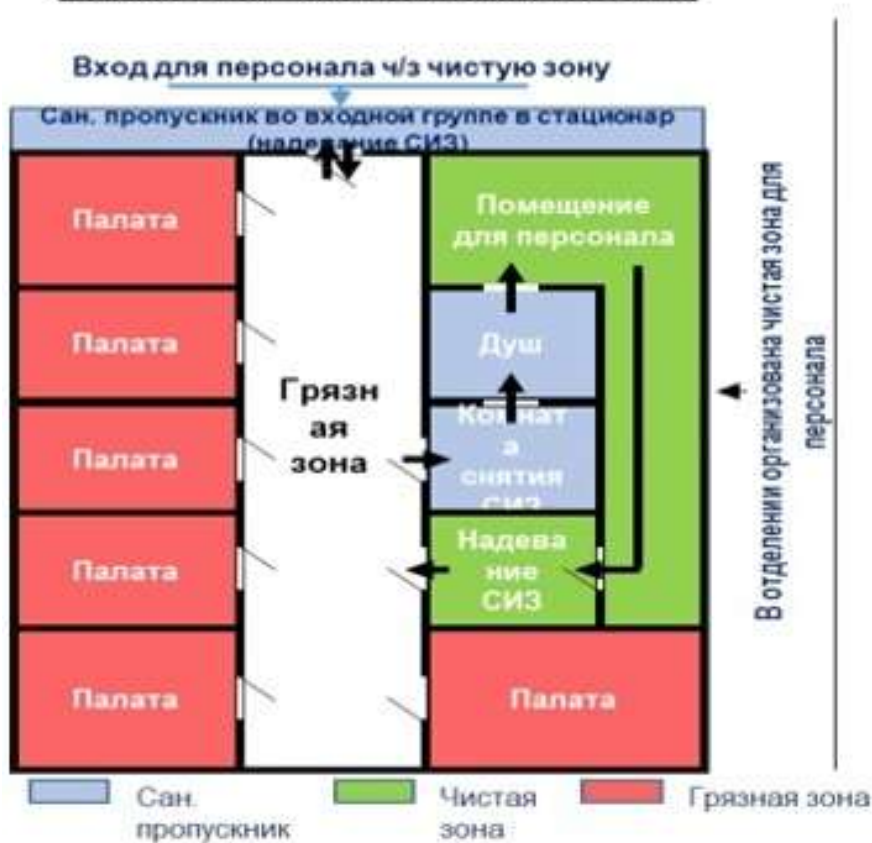 Вход для персонала ч/з чистую зону
Сан. пропускник во входной группе в стационар
(надевание СИЗ)
Палата
Помещение
для персонала
Палата
Душ
Грязн
ая
зона
Палата
Комнат
а
снятия
СИЗ
Палата
Надева
ние
СИЗ
Палата
Палата
В отделении организована чистая зона для
персонала
Сан.
пропускник
Чистая
зона
Грязная зона